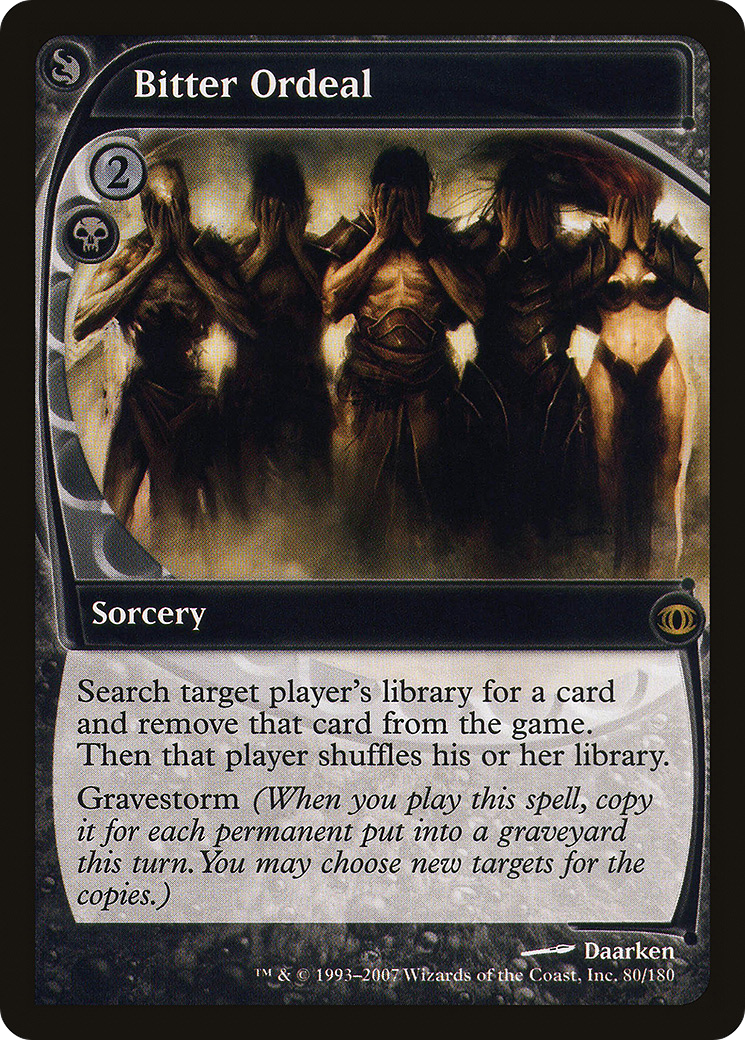 Bitter Ordeal
2
Sorcery
Search target player's library for a card
and remove that card from the game.
Then that player shuffles his or her library.
Gravestorm (When you play this spell, copy
it for each permanent put into a graveyard
this turn. You may choose new targets for the
copies.)
Daarken
™ & © 1993–2007 Wizards of the Coast, Inc. 80/180